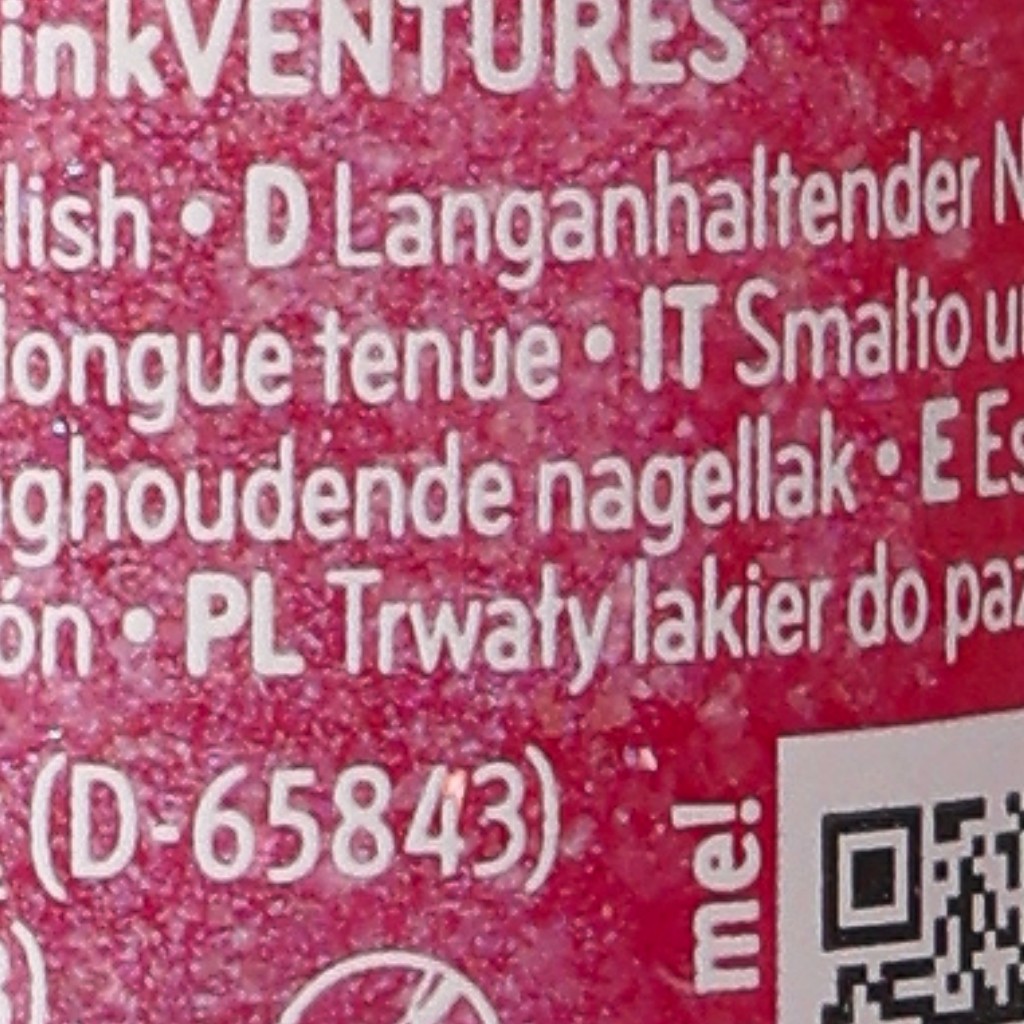 inkVENTURES
lish • D Langanhaltender N
longue tenue • IT Smalto u
ghoudende nagellak • E Es
ón • PL Trwały lakier do paz
(D-65843)
me!